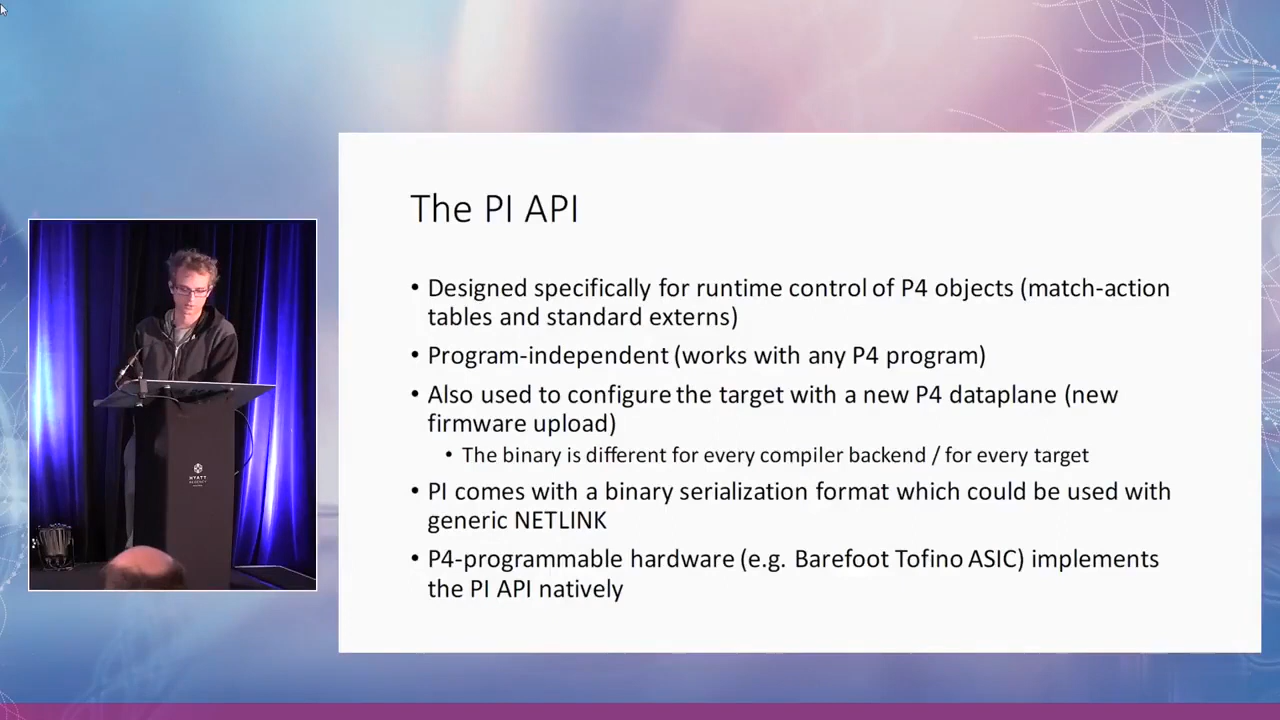 The PI API
• Designed specifically for runtime control of P4 objects (match-action
tables and standard externs)
• Program-independent (works with any P4 program)
• Also used to configure the target with a new P4 dataplane (new
firmware upload)
• The binary is different for every compiler backend / for every target
• PI comes with a binary serialization format which could be used with
generic NETLINK
• P4-programmable hardware (e.g. Barefoot Tofino ASIC) implements
the PI API natively
HYATT
REGENCY